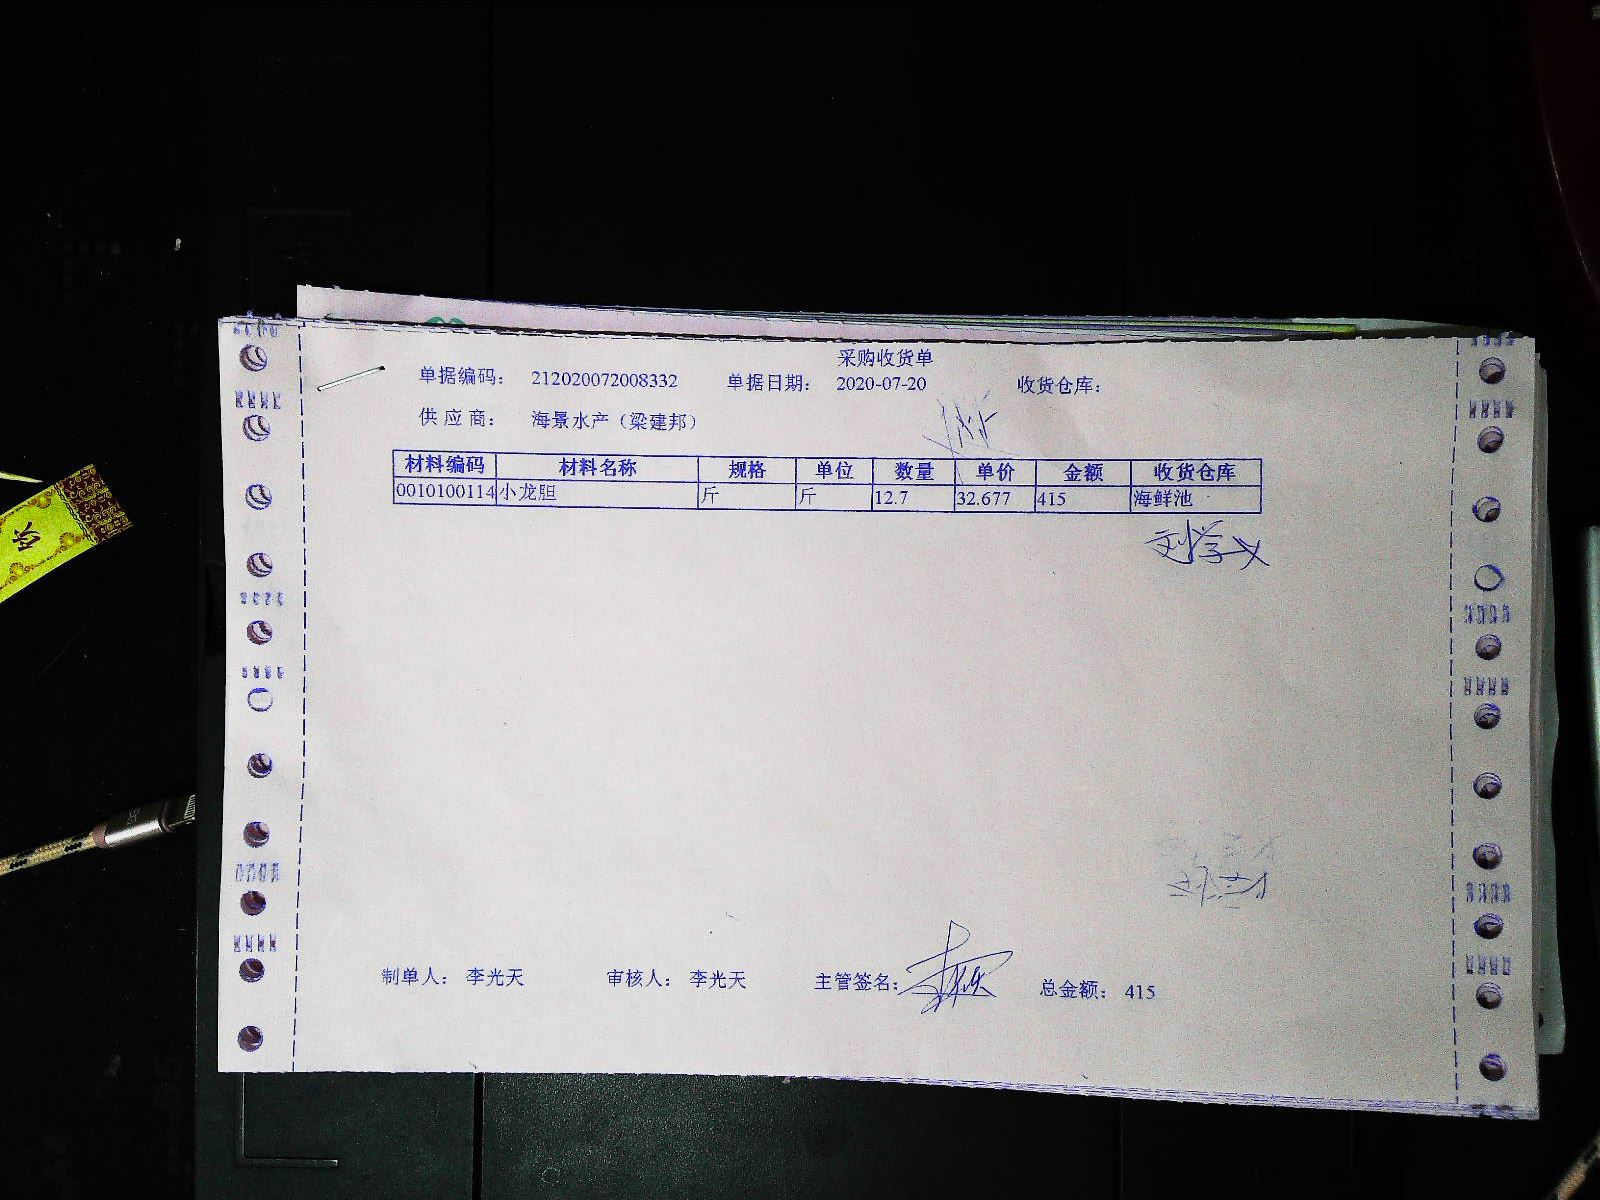 采购收货单
单据编码： 212020072008332 单据日期： 2020-07-20 收货仓库：
供 应 商： 海景水产（梁建邦）
材料编码 材料名称 规格 单位 数量 单价 金额 收货仓库
0010100114 小龙胆 斤 斤 12.7 32.677 415 海鲜池
刘学义
制单人： 李光天 审核人： 李光天 主管签名： 总金额： 415